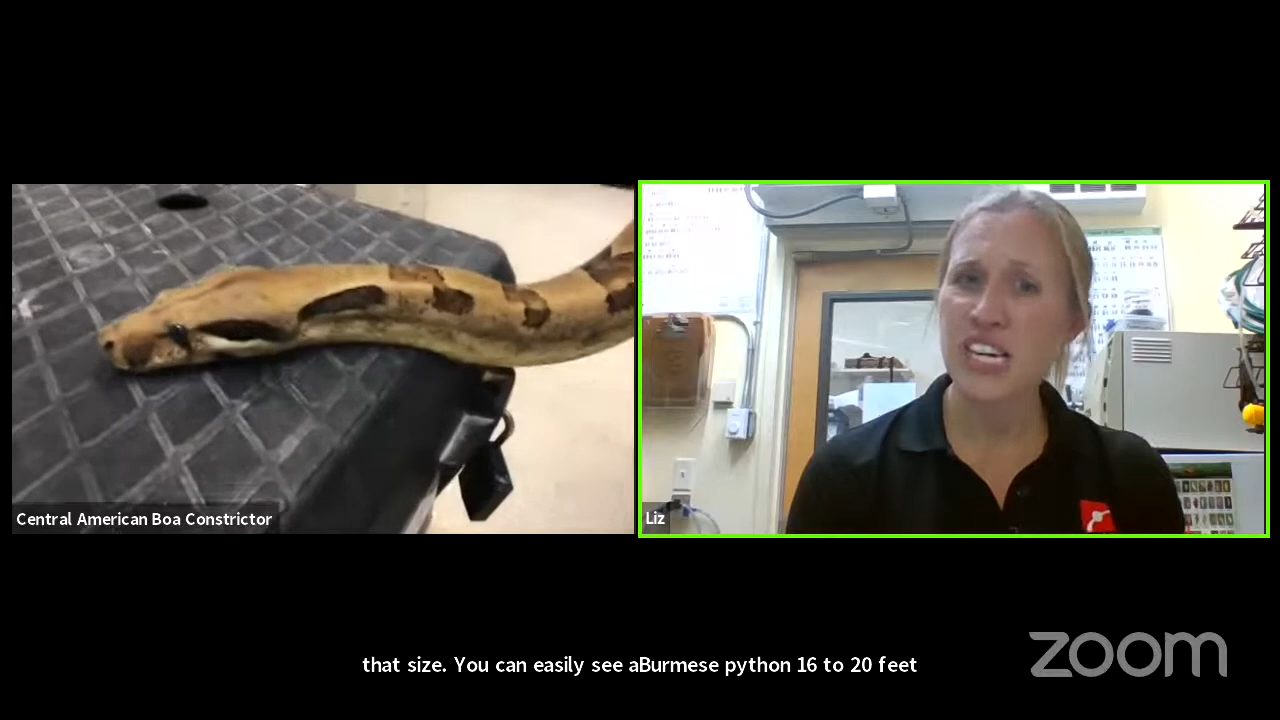 Central American Boa Constrictor
Liz
that size. You can easily see aBurmese python 16 to 20 feet
zoom